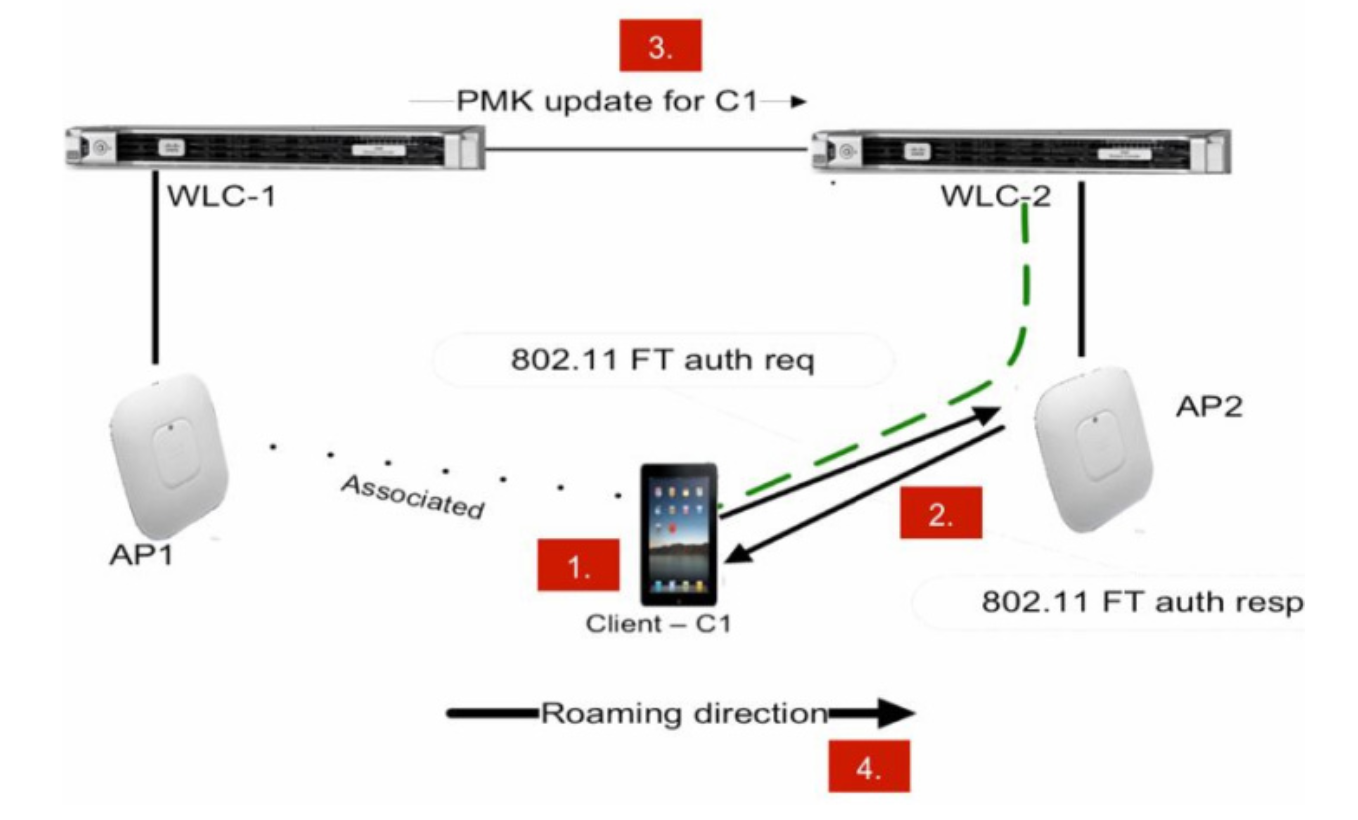 3.
PMK update for C1
WLC-1
WLC-2
802.11 FT auth req
AP2
Associated
2.
AP1
1.
802.11 FT auth resp
Client – C1
Roaming direction
4.